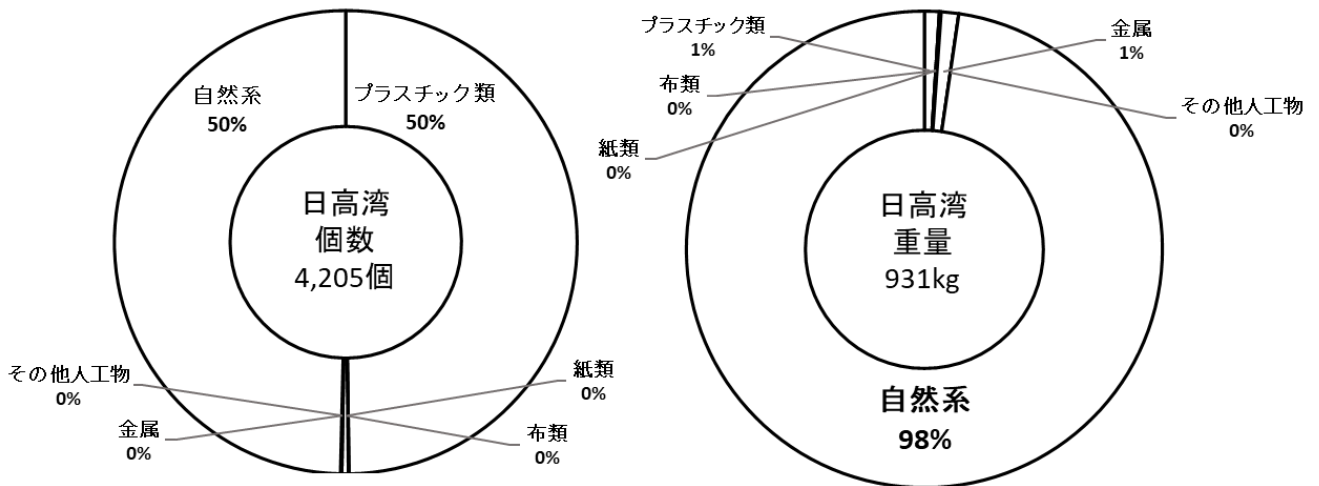 自然系
50%
プラスチック類
50%
日高湾
個数
4,205個
その他人工物
0%
金属
0%
紙類
0%
布類
0%
プラスチック類
1%
布類
0%
紙類
0%
金属
1%
その他人工物
0%
日高湾
重量
931kg
自然系
98%